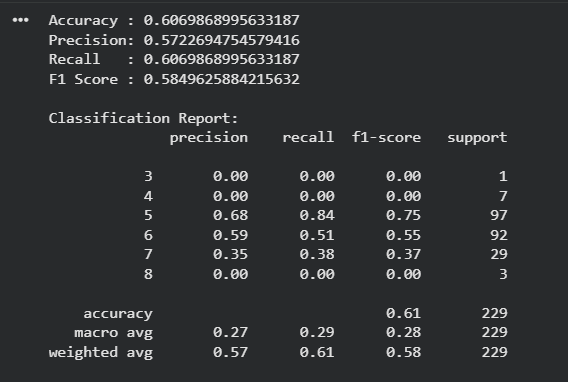 Accuracy : 0.6069868995633187
Precision: 0.5722694754579416
Recall   : 0.6069868995633187
F1 Score : 0.5849625884215632
Classification Report:
              precision    recall  f1-score   support
           3       0.00      0.00      0.00         1
           4       0.00      0.00      0.00         7
           5       0.68      0.84      0.75        97
           6       0.59      0.51      0.55        92
           7       0.35      0.38      0.37        29
           8       0.00      0.00      0.00         3
    accuracy                           0.61       229
   macro avg       0.27      0.29      0.28       229
weighted avg       0.57      0.61      0.58       229